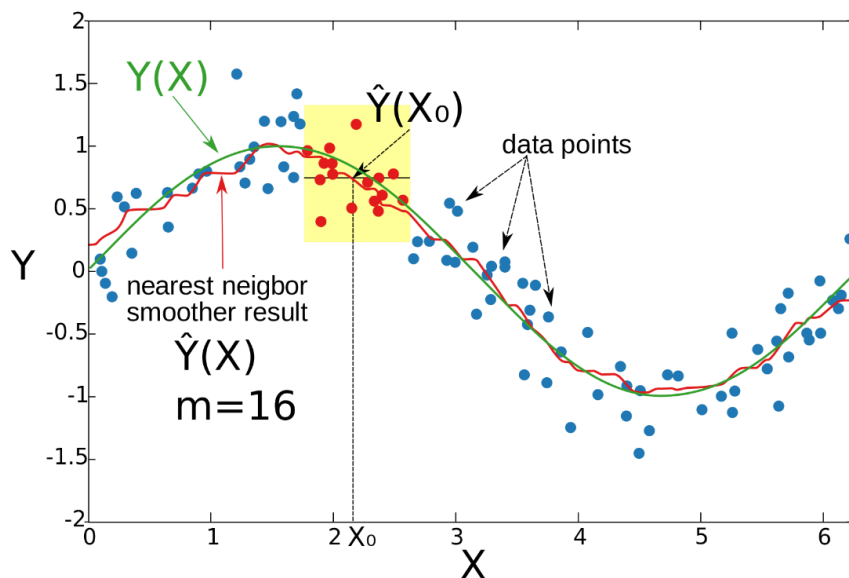 2
1.5
1
0.5
0
-0.5
-1
-1.5
-2
Y
Y(X)
Ŷ(X₀)
data points
nearest neigbor
smoother result
Ŷ(X)
m=16
0
1
2
X₀
3
4
5
6
X